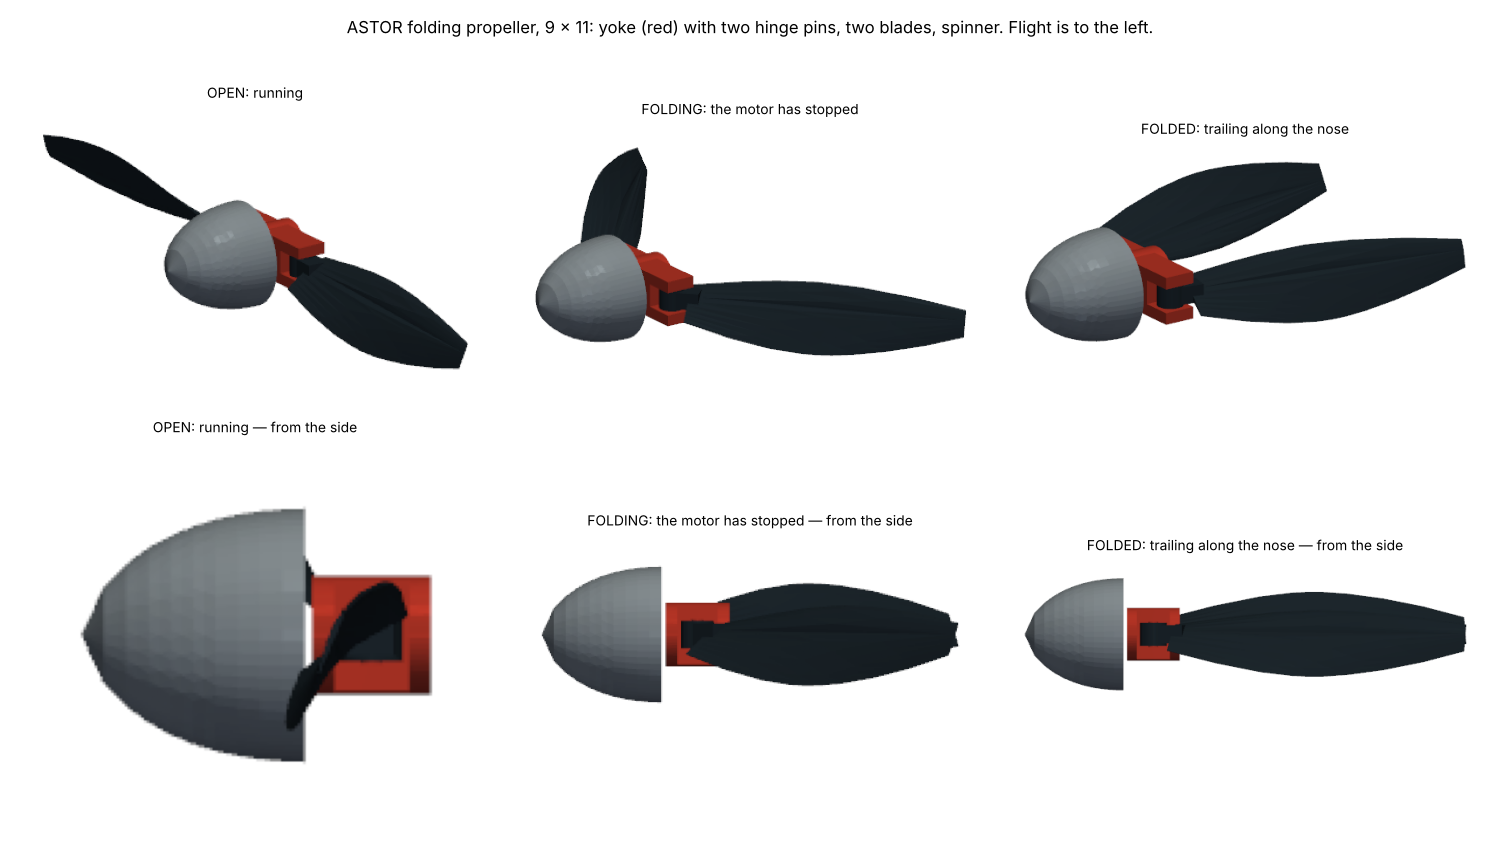 ASTOR folding propeller, 9 × 11: yoke (red) with two hinge pins, two blades, spinner. Flight is to the left.
OPEN: running
FOLDING: the motor has stopped
FOLDED: trailing along the nose
OPEN: running — from the side
FOLDING: the motor has stopped — from the side
FOLDED: trailing along the nose — from the side